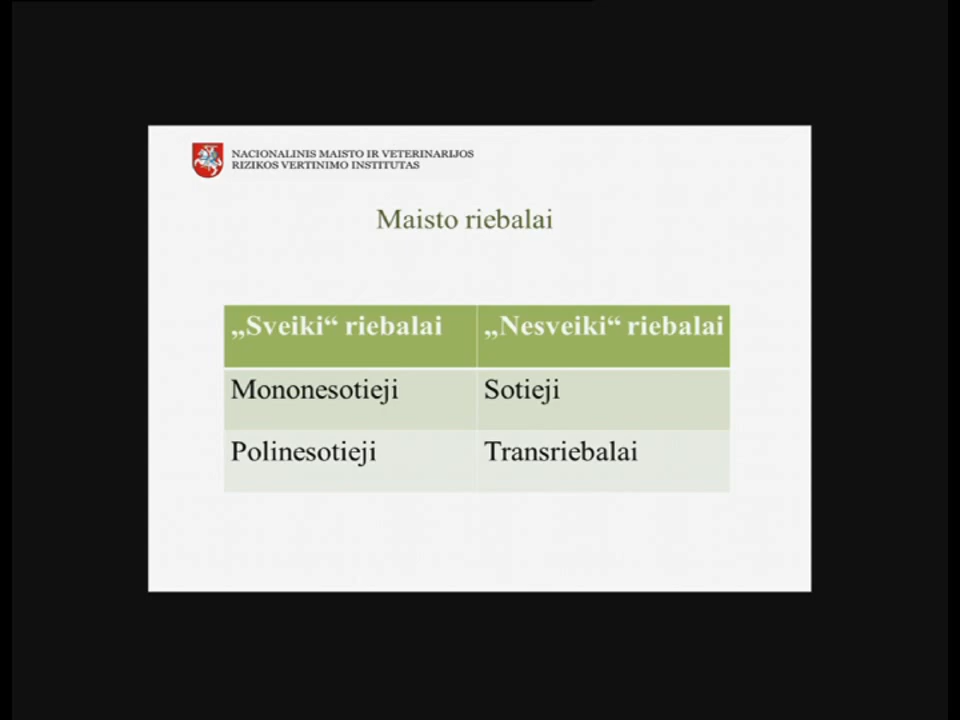 NACIONALINIS MAISTO IR VETERINARIJOS
RIZIKOS VERTINIMO INSTITUTAS
Maisto riebalai
„Sveiki“ riebalai
„Nesveiki“ riebalai
Mononesotieji
Sotieji
Polinesotieji
Transriebalai